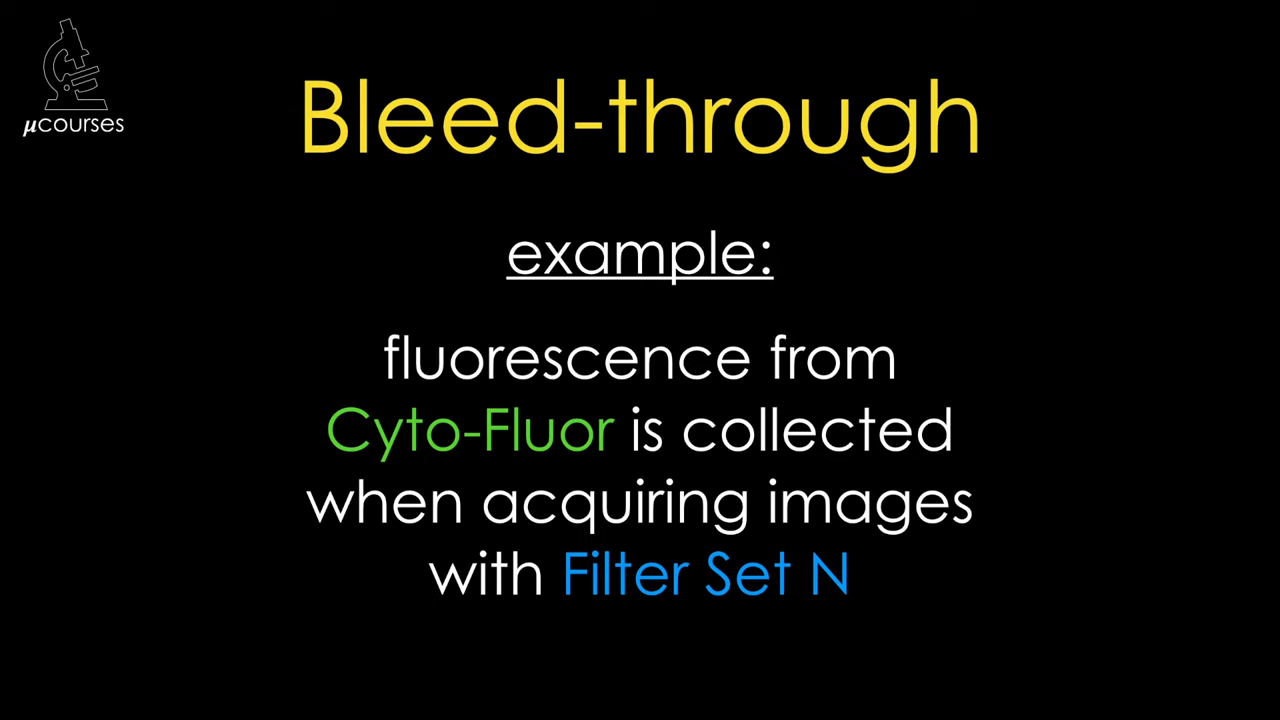 µcourses
Bleed-through
example:
fluorescence from
Cyto-Fluor is collected
when acquiring images
with Filter Set N